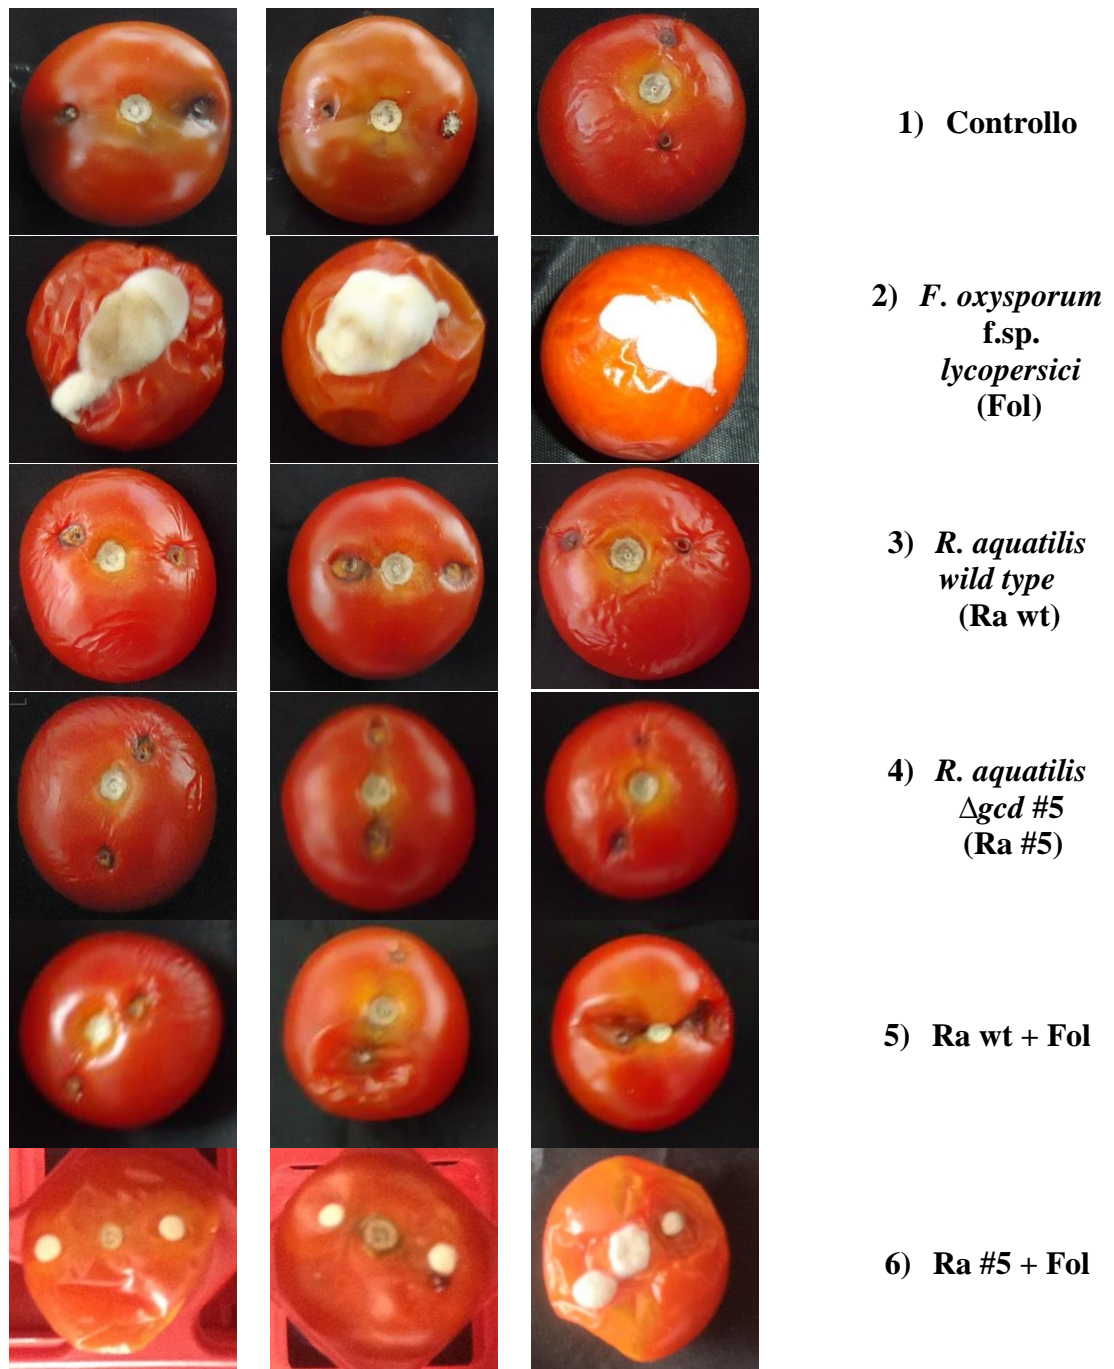 1) Controllo
2) F. oxysporum
f.sp.
lycopersici
(Fol)
3) R. aquatilis
wild type
(Ra wt)
4) R. aquatilis
Δgcd #5
(Ra #5)
5) Ra wt + Fol
6) Ra #5 + Fol